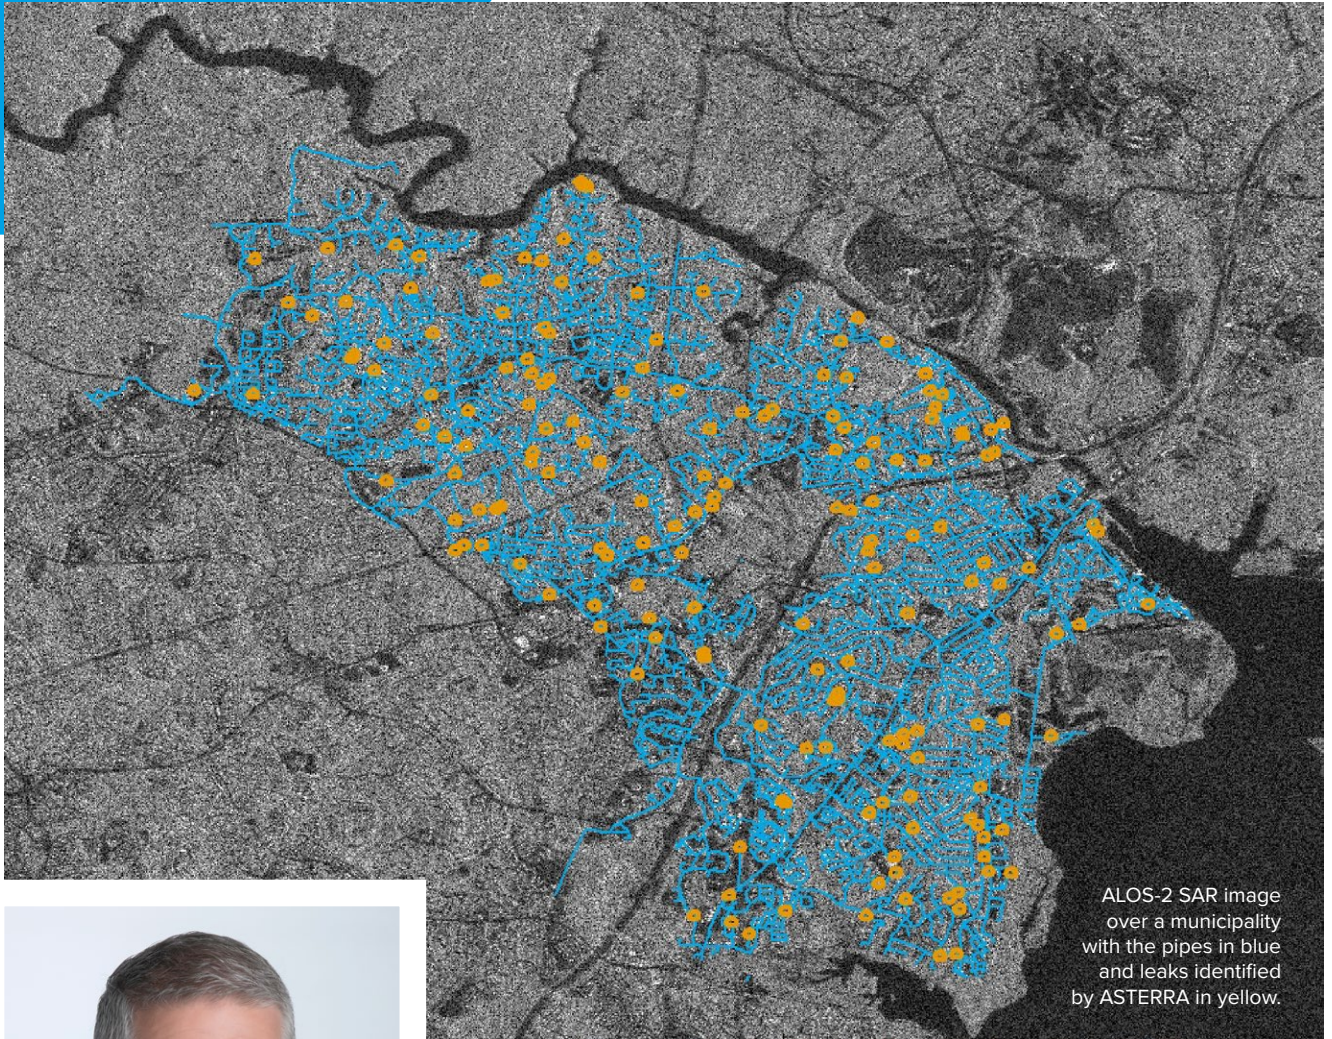 ALOS-2 SAR image
over a municipality
with the pipes in blue
and leaks identified
by ASTERRA in yellow.